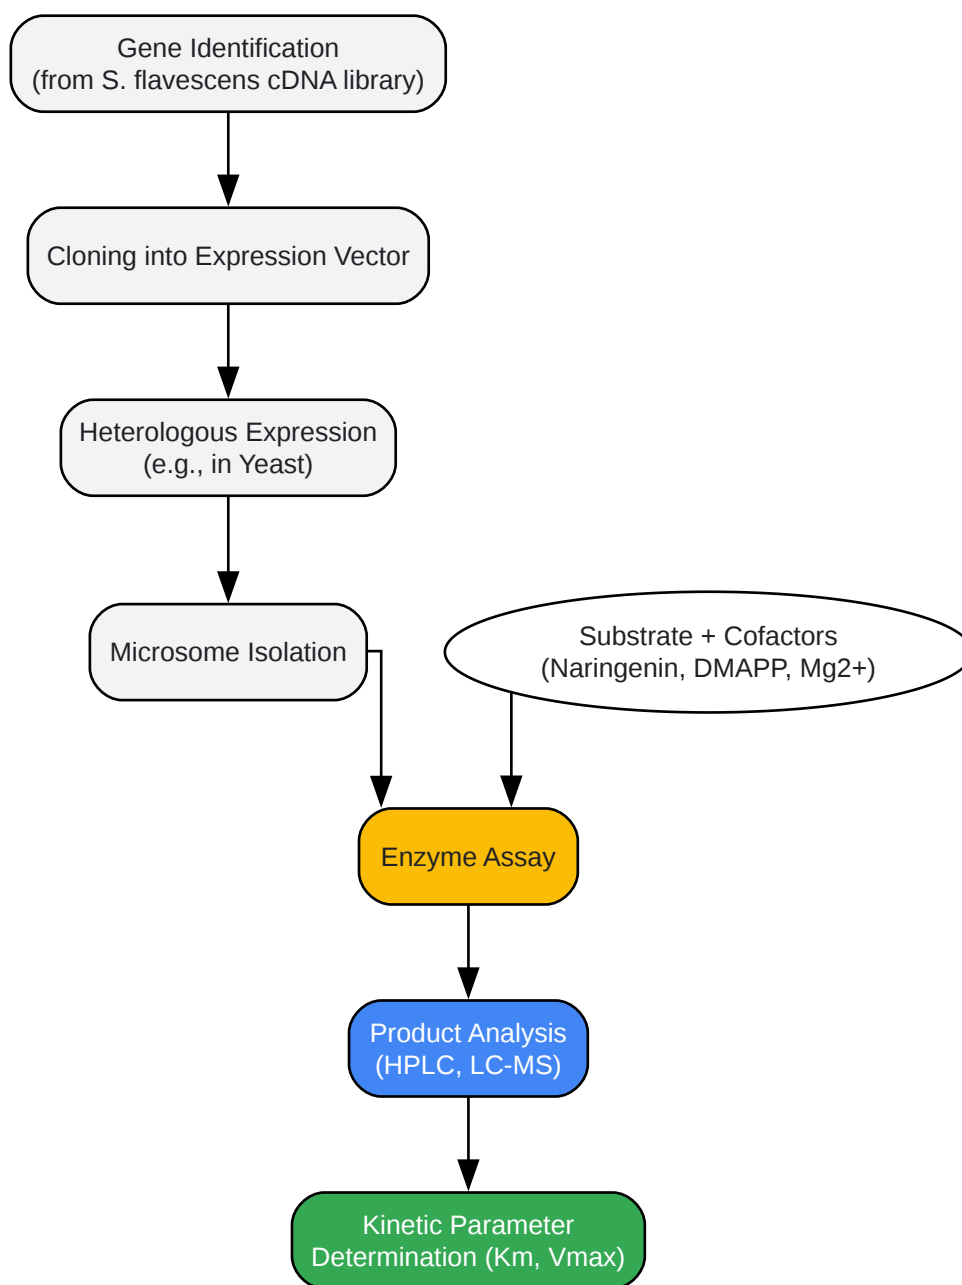 Gene Identification
(from S. flavescens cDNA library)
Cloning into Expression Vector
Heterologous Expression
(e.g., in Yeast)
Microsome Isolation
Substrate + Cofactors
(Naringenin, DMAPP, Mg2+)
Enzyme Assay
Product Analysis
(HPLC, LC-MS)
Kinetic Parameter
Determination (Km, Vmax)